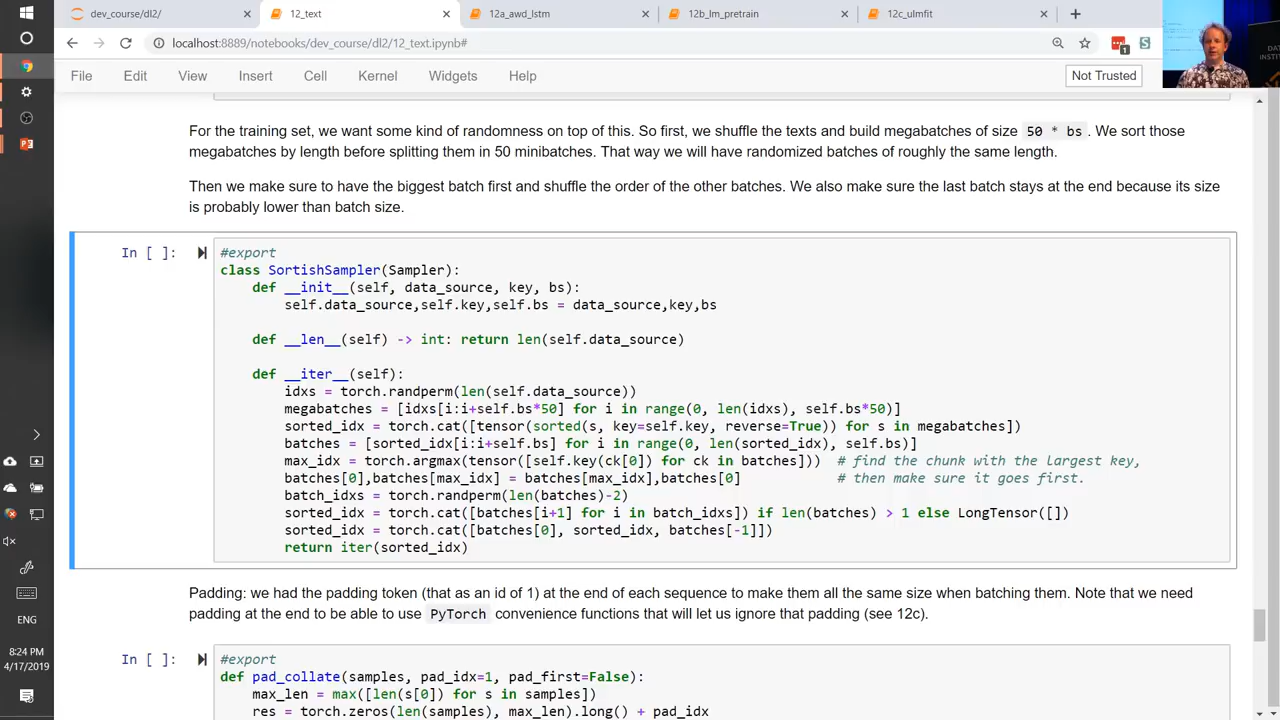 dev_course/dl2/
12_text
12a_awd_lstm
12b_lm_pretrain
12c_ulmfit
localhost:8889/notebooks/dev_course/dl2/12_text.ipynb#
1
File Edit View Insert Cell Kernel Widgets Help
Not Trusted
For the training set, we want some kind of randomness on top of this. So first, we shuffle the texts and build megabatches of size 50 * bs . We sort those
megabatches by length before splitting them in 50 minibatches. That way we will have randomized batches of roughly the same length.
Then we make sure to have the biggest batch first and shuffle the order of the other batches. We also make sure the last batch stays at the end because its size
is probably lower than batch size.
In [ ]:
#export
class SortishSampler(Sampler):
def __init__(self, data_source, key, bs):
self.data_source,self.key,self.bs = data_source,key,bs
def __len__(self) -> int: return len(self.data_source)
def __iter__(self):
idxs = torch.randperm(len(self.data_source))
megabatches = [idxs[i:i+self.bs*50] for i in range(0, len(idxs), self.bs*50)]
sorted_idx = torch.cat([tensor(sorted(s, key=self.key, reverse=True)) for s in megabatches])
batches = [sorted_idx[i:i+self.bs] for i in range(0, len(sorted_idx), self.bs)]
max_idx = torch.argmax(tensor([self.key(ck[0]) for ck in batches])) # find the chunk with the largest key,
batches[0],batches[max_idx] = batches[max_idx],batches[0] # then make sure it goes first.
batch_idxs = torch.randperm(len(batches)-2)
sorted_idx = torch.cat([batches[i+1] for i in batch_idxs]) if len(batches) > 1 else LongTensor([])
sorted_idx = torch.cat([batches[0], sorted_idx, batches[-1]])
return iter(sorted_idx)
Padding: we had the padding token (that as an id of 1) at the end of each sequence to make them all the same size when batching them. Note that we need
padding at the end to be able to use PyTorch convenience functions that will let us ignore that padding (see 12c).
In [ ]:
#export
def pad_collate(samples, pad_idx=1, pad_first=False):
max_len = max([len(s[0]) for s in samples])
res = torch.zeros(len(samples), max_len).long() + pad_idx
ENG
8:24 PM
4/17/2019